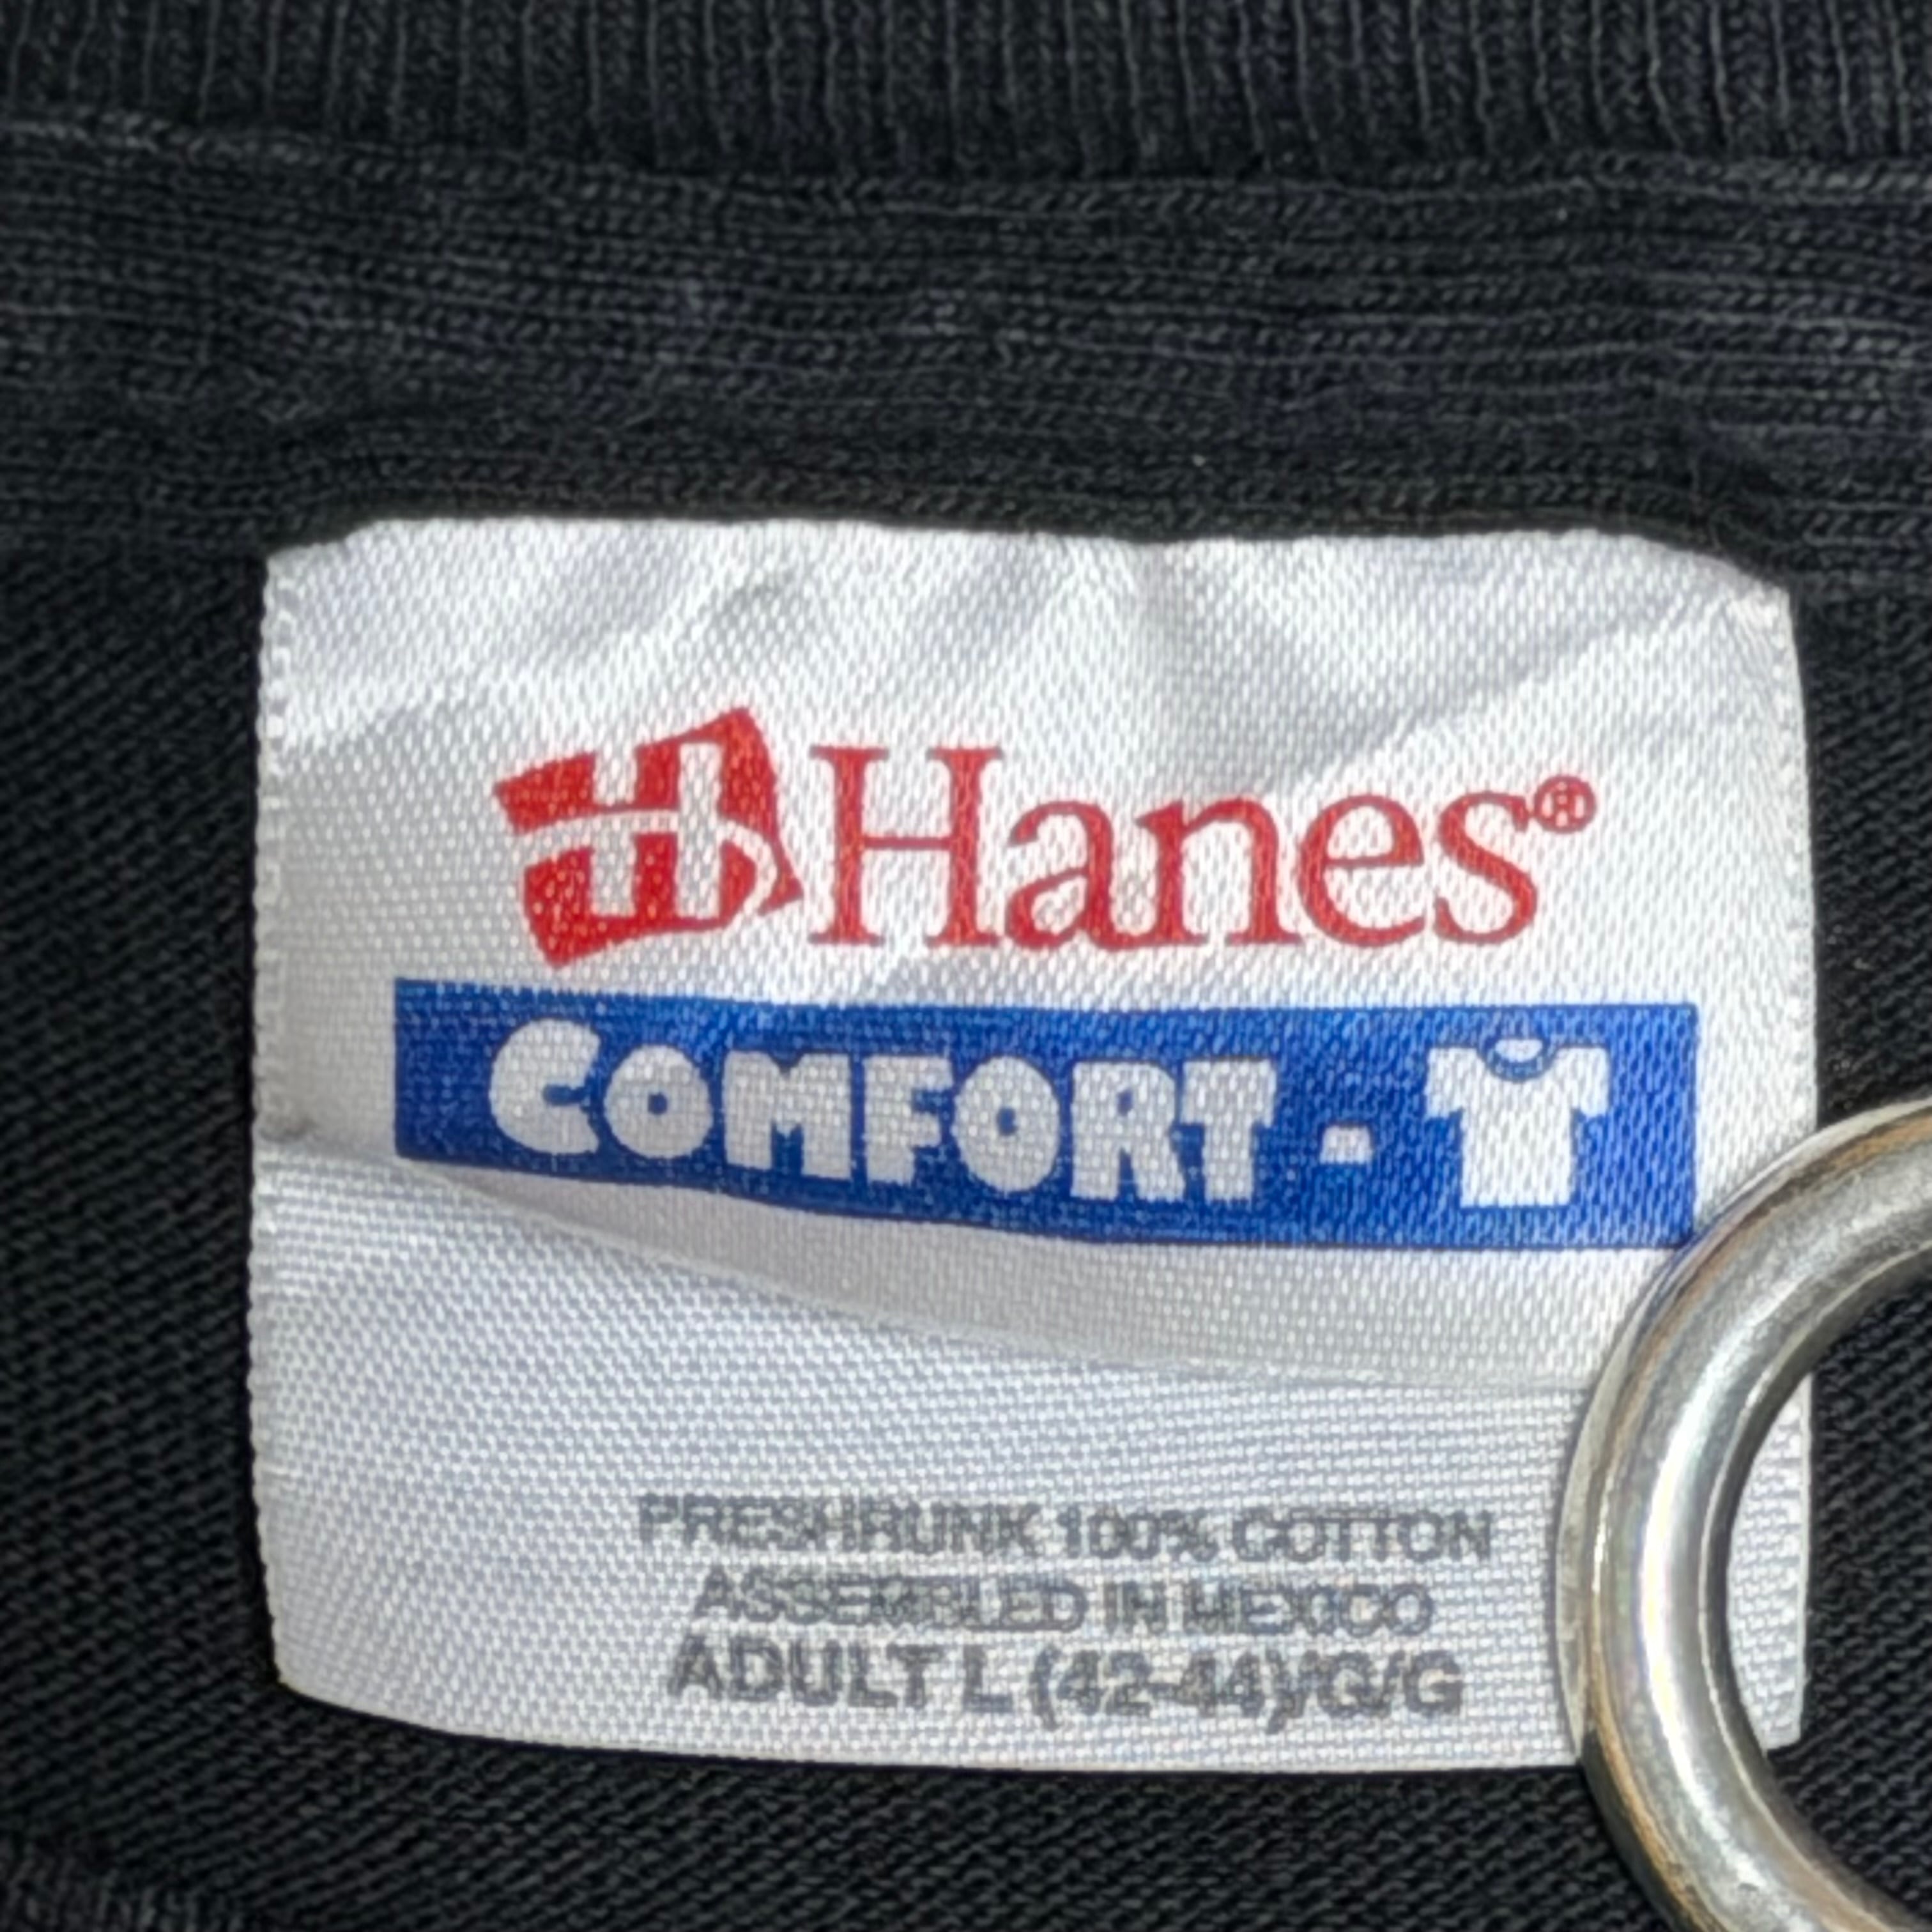 H Hanes®
COMFORT-T
PRESHRUNK 100% COTTON
ASSEMBLED IN MEXICO
ADULT L (42-44)/G/G